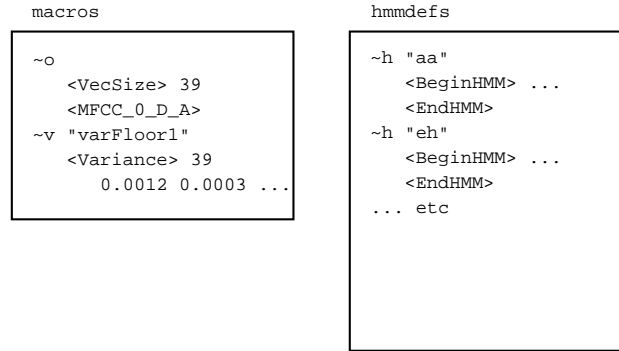 macros
~o
<VecSize> 39
<MFCC_0_D_A>
~v "varFloor1"
<Variance> 39
0.0012 0.0003 ...
hmmdefs
~h "aa"
<BeginHMM> ...
<EndHMM>
~h "eh"
<BeginHMM> ...
<EndHMM>
... etc